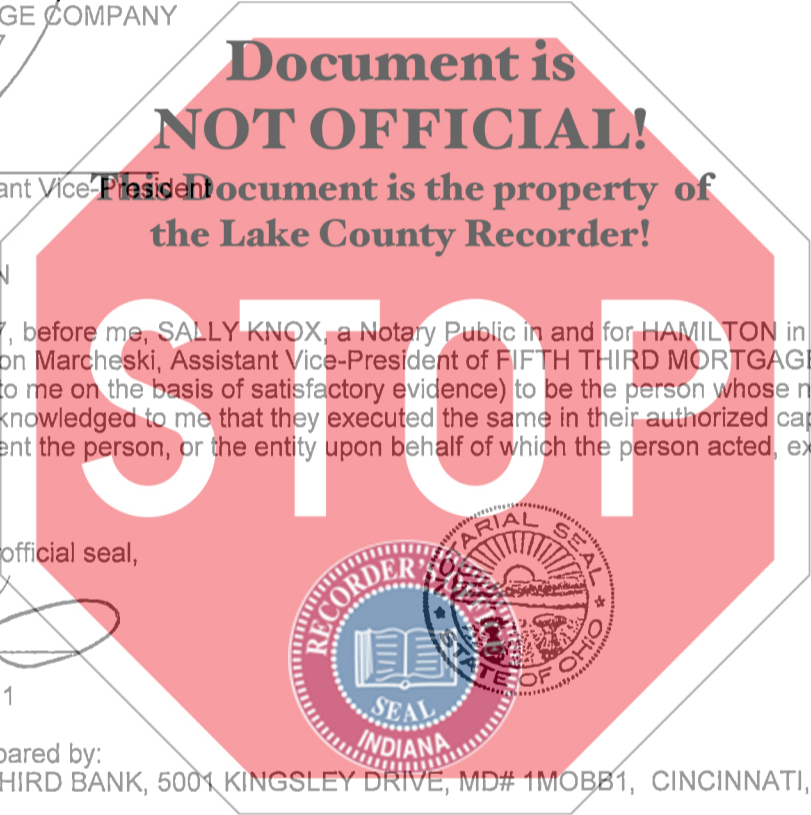 GE COMPANY
Document is
NOT OFFICIAL!
ant Vice-President
This Document is the property of
the Lake County Recorder!
N
7, before me, SALLY KNOX, a Notary Public in and for HAMILTON in
on Marcheski, Assistant Vice-President of FIFTH THIRD MORTGAGE
to me on the basis of satisfactory evidence) to be the person whose n
knowledged to me that they executed the same in their authorized cap
ent the person, or the entity upon behalf of which the person acted, ex
STOP
official seal,
NOTARIAL SEAL
STATE OF OHIO
RECORDER'S OFFICE
SEAL
INDIANA
1
pared by:
HIRD BANK, 5001 KINGSLEY DRIVE, MD# 1MOBB1, CINCINNATI,